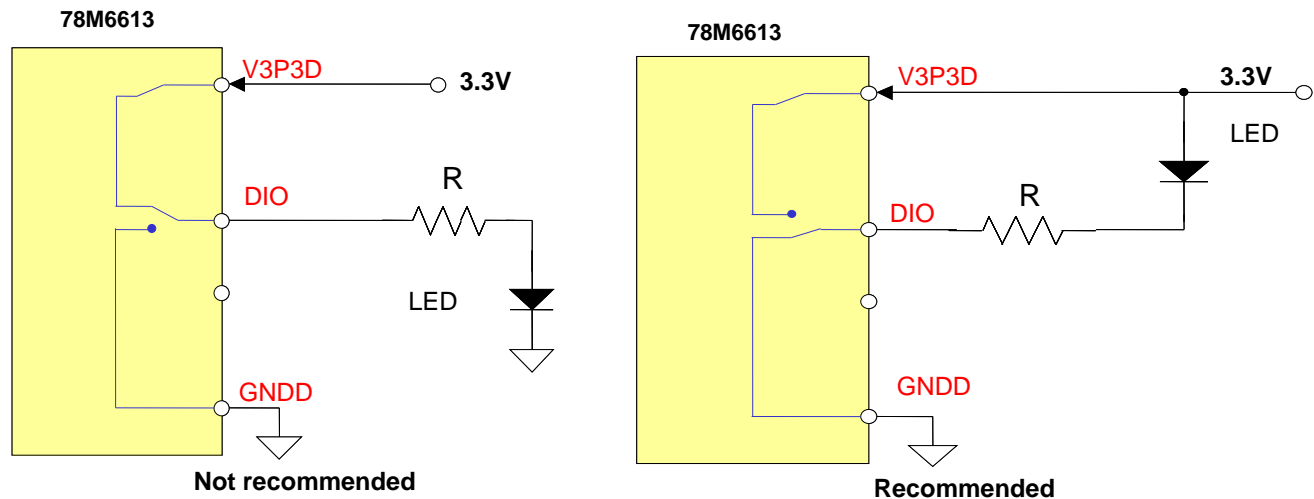 78M6613
V3P3D
3.3V
DIO
R
LED
GNDD
Not recommended
78M6613
V3P3D
3.3V
LED
R
DIO
GNDD
Recommended